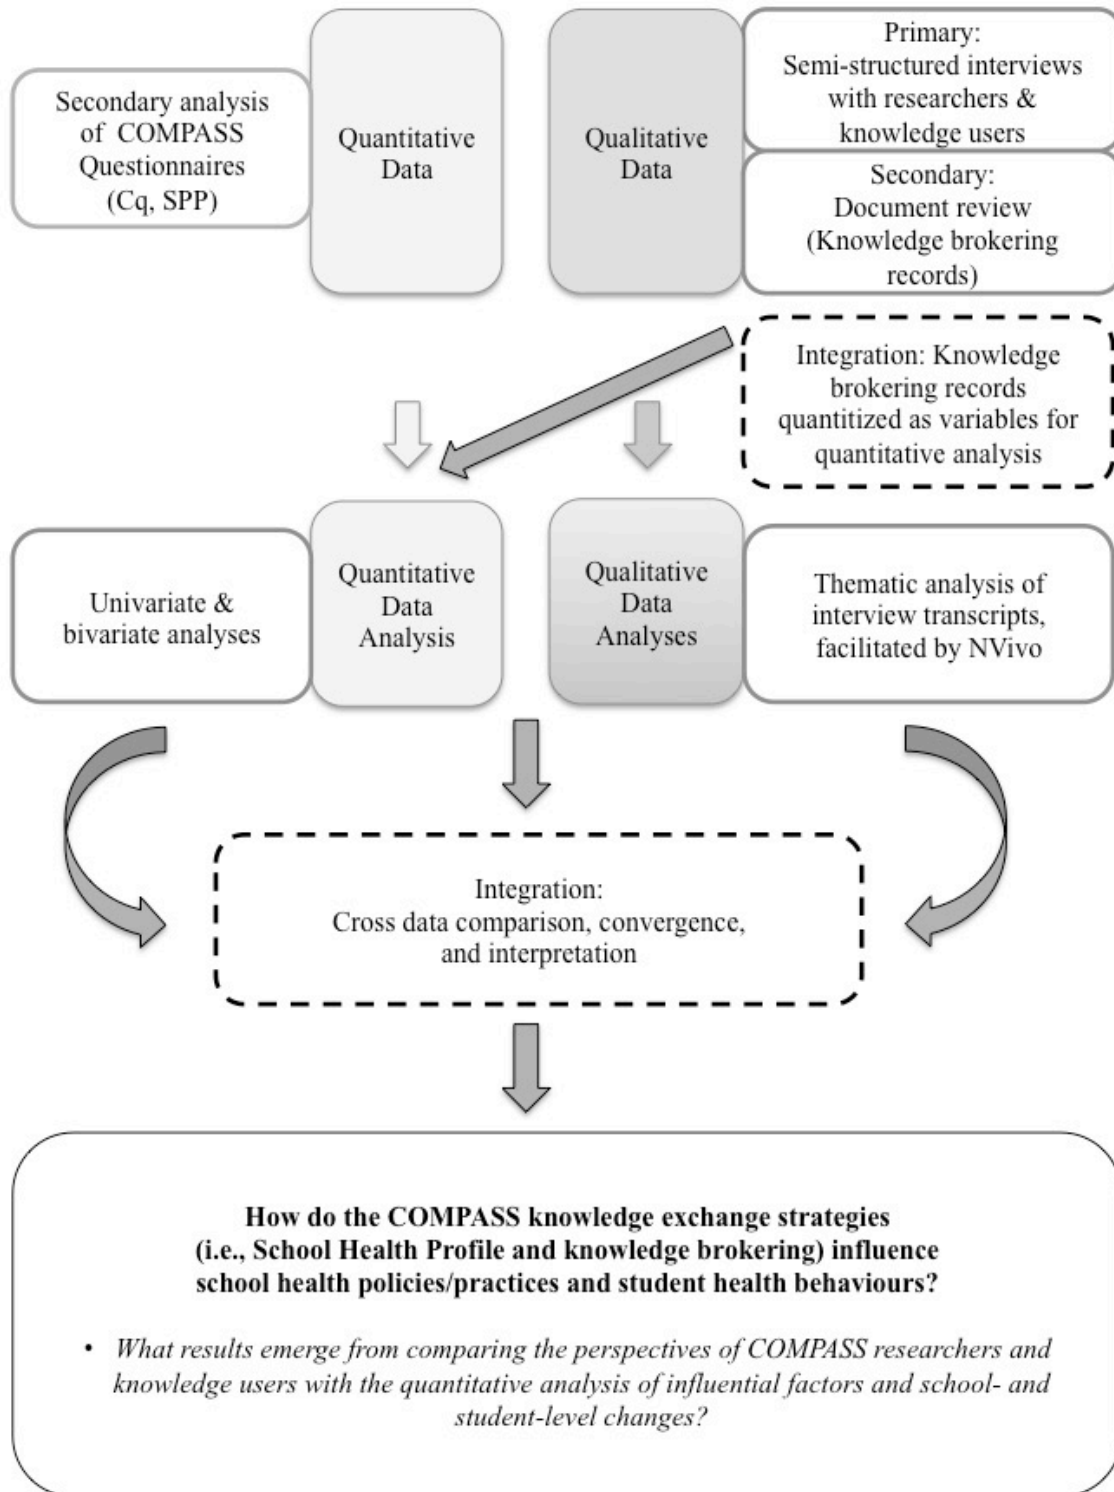 Secondary analysis
of COMPASS
Questionnaires
(Cq, SPP)
Quantitative
Data
Qualitative
Data
Primary:
Semi-structured interviews
with researchers &
knowledge users
Secondary:
Document review
(Knowledge brokering
records)
Integration: Knowledge
brokering records
quantitized as variables for
quantitative analysis
Univariate &
bivariate analyses
Quantitative
Data
Analysis
Qualitative
Data
Analyses
Thematic analysis of
interview transcripts,
facilitated by NVivo
Integration:
Cross data comparison, convergence,
and interpretation
How do the COMPASS knowledge exchange strategies
(i.e., School Health Profile and knowledge brokering) influence
school health policies/practices and student health behaviours?
• What results emerge from comparing the perspectives of COMPASS researchers and
knowledge users with the quantitative analysis of influential factors and school- and
student-level changes?